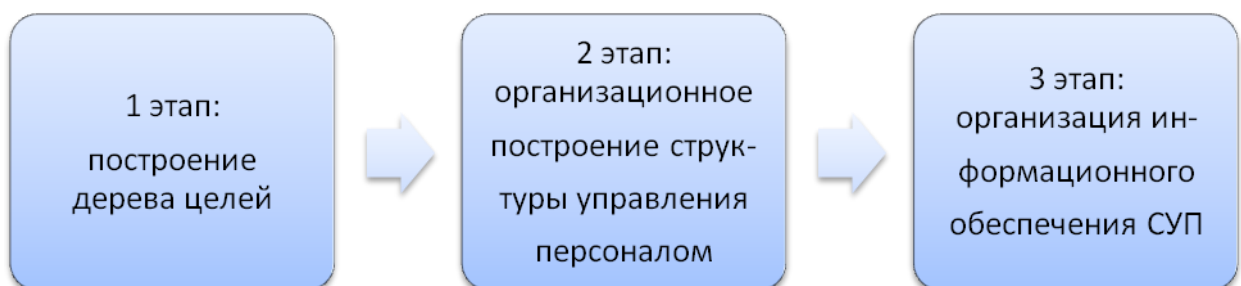 1 этап:
построение
дерева целей
2 этап:
организационное
построение струк-
туры управления
персоналом
3 этап:
организация ин-
формационного
обеспечения СУП